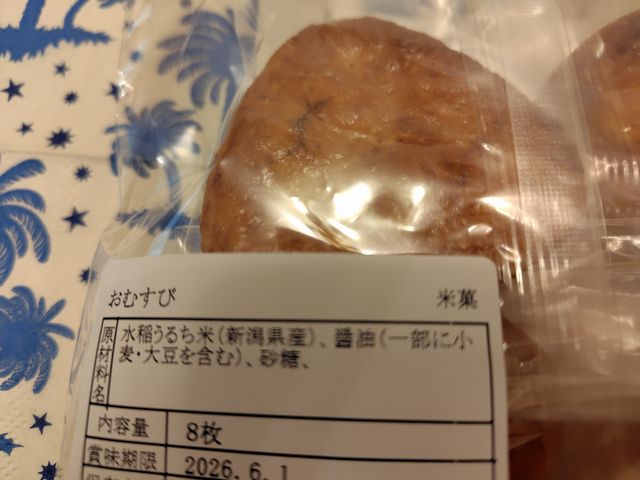 おむすび 米菓
原材料名 水稲うるち米(新潟県産)、醤油(一部に小
麦・大豆を含む)、砂糖、
内容量 8枚
賞味期限 2026.6.1